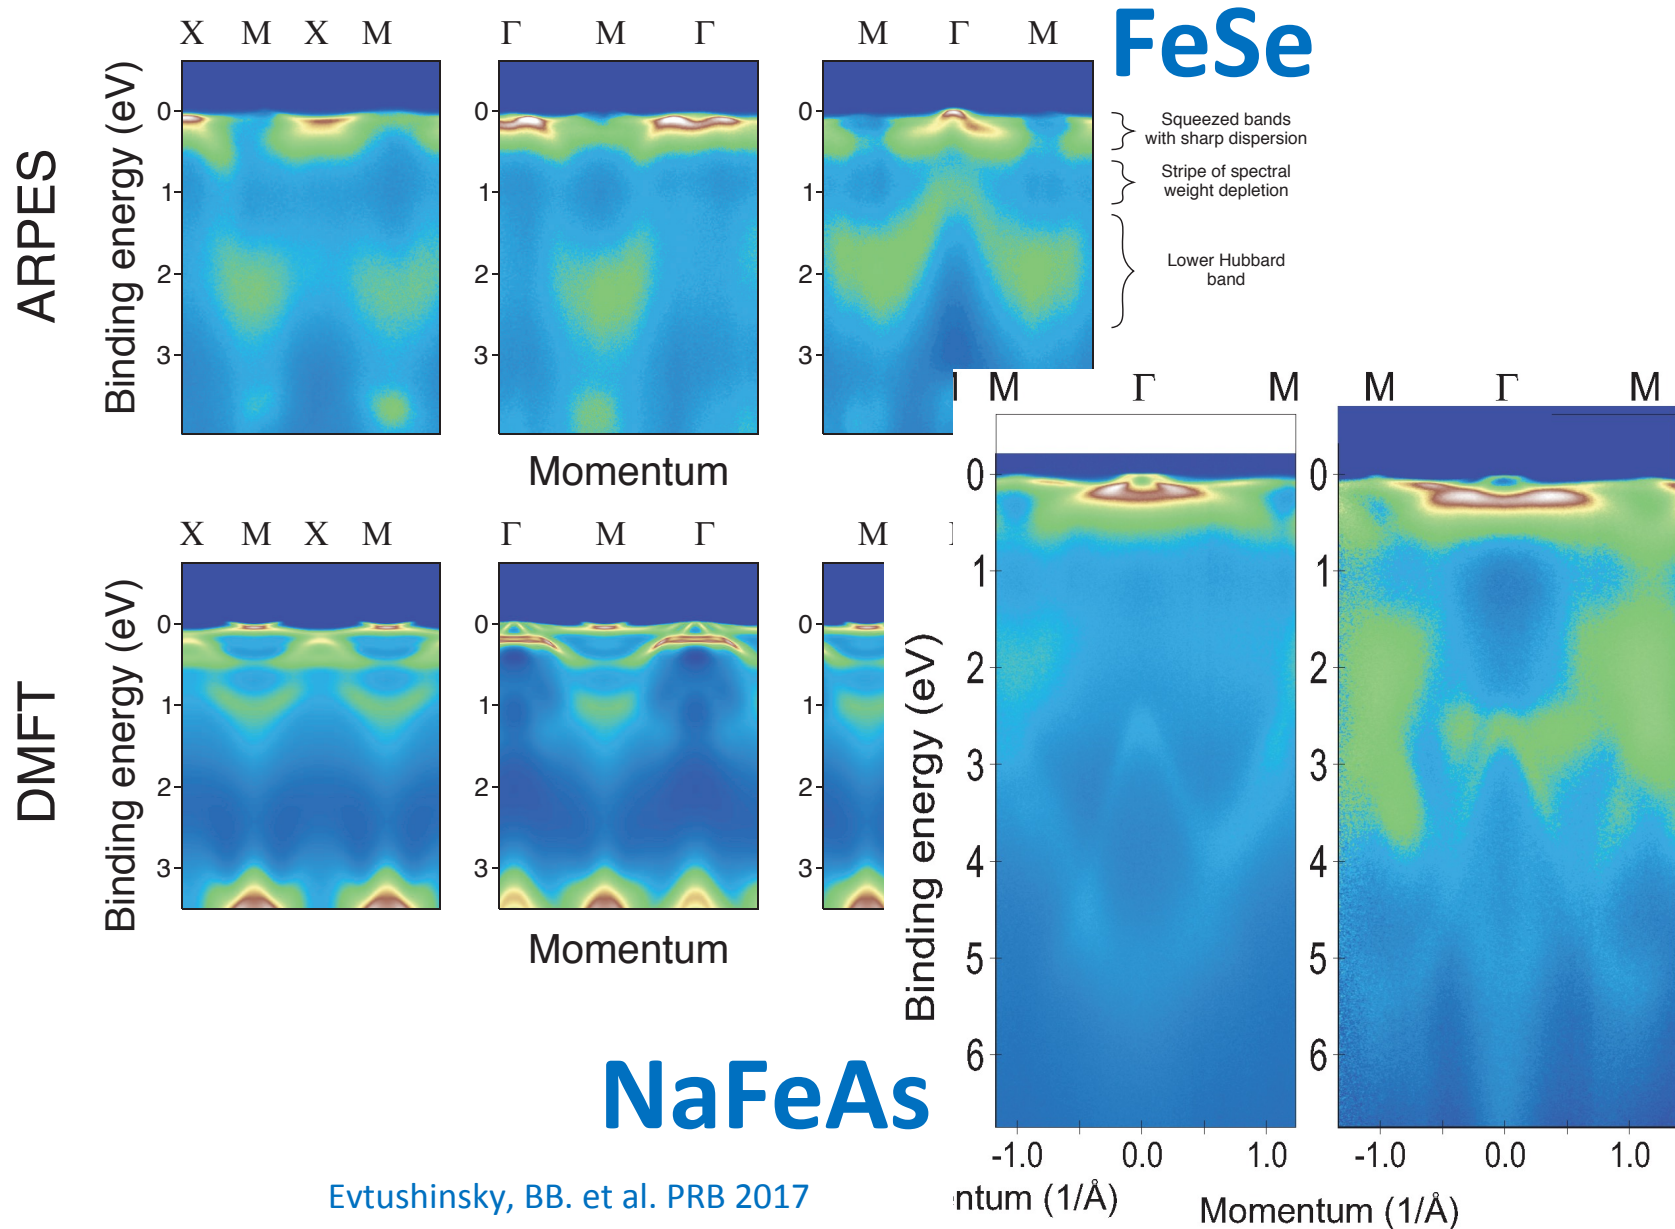 X M X M
Γ M Γ
M Γ M
FeSe
ARPES
Binding energy (eV)
0
1
2
3
0
1
2
3
0
1
2
3
Squeezed bands
with sharp dispersion
Stripe of spectral
weight depletion
Lower Hubbard
band
Momentum
X M X M
Γ M Γ
M
DMFT
Binding energy (eV)
0
1
2
3
0
1
2
3
0
1
2
3
Momentum
M Γ M
M Γ M
Binding energy (eV)
0
1
2
3
4
5
6
0
1
2
3
4
5
6
-1.0 0.0 1.0
-1.0 0.0 1.0
ntum (1/Å)
Momentum (1/Å)
NaFeAs
Evtushinsky, BB. et al. PRB 2017